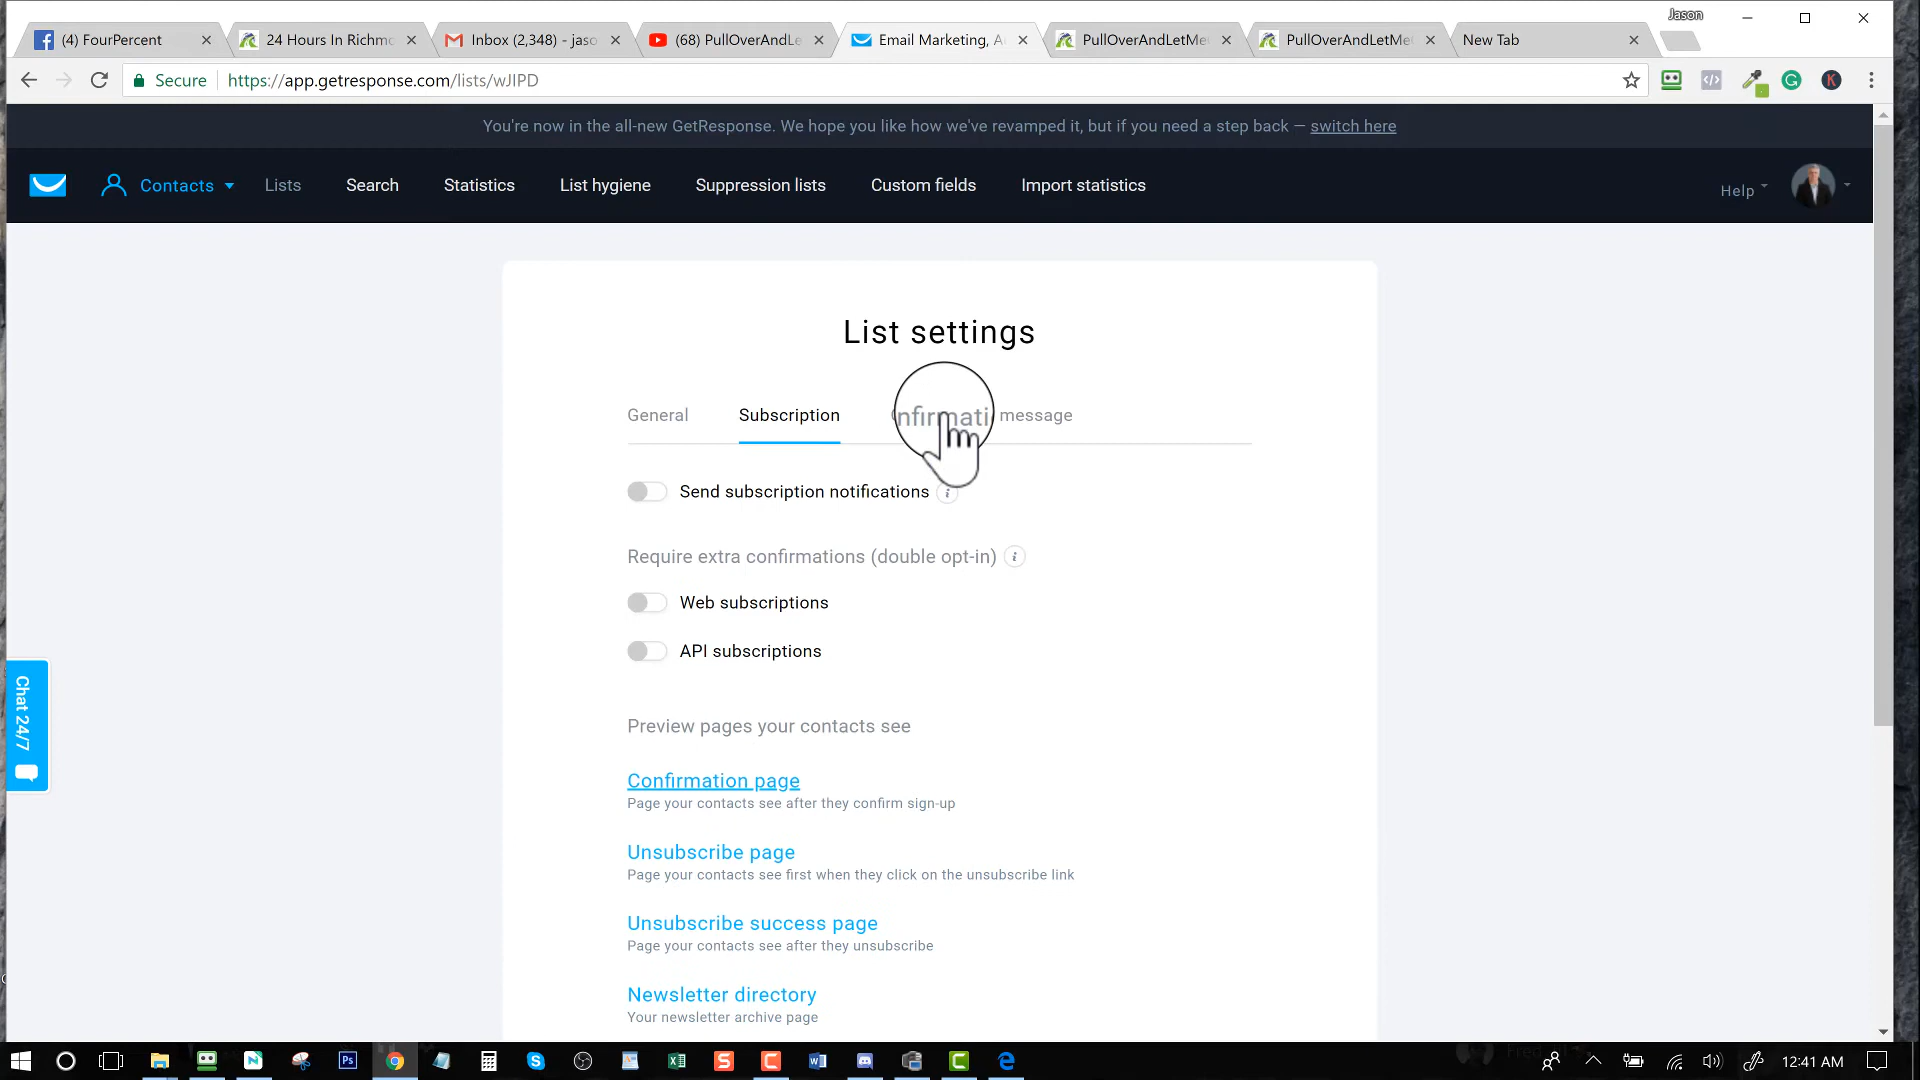 Jason
(4) FourPercent
24 Hours In Richmo
Inbox (2,348) - jaso
(68) PullOverAndLe
Email Marketing, A
PullOverAndLetMe
PullOverAndLetMe
New Tab
Secure https://app.getresponse.com/lists/wJIPD
You're now in the all-new GetResponse. We hope you like how we've revamped it, but if you need a step back — switch here
Contacts Lists Search Statistics List hygiene Suppression lists Custom fields Import statistics Help
List settings
General Subscription nfirmati message
Send subscription notifications i
Require extra confirmations (double opt-in) i
Web subscriptions
API subscriptions
Preview pages your contacts see
Confirmation page
Page your contacts see after they confirm sign-up
Unsubscribe page
Page your contacts see first when they click on the unsubscribe link
Unsubscribe success page
Page your contacts see after they unsubscribe
Newsletter directory
Your newsletter archive page
Chat 24/7
12:41 AM